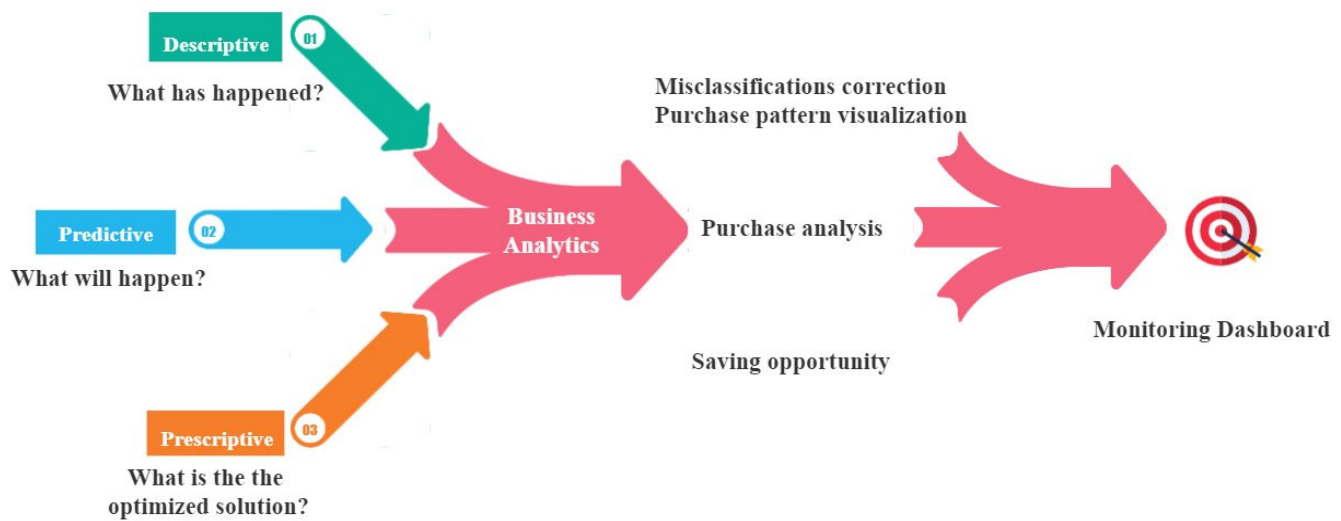 Descriptive
01
What has happened?
Predictive
02
What will happen?
Prescriptive
03
What is the the
optimized solution?
Business
Analytics
Misclassifications correction
Purchase pattern visualization
Purchase analysis
Saving opportunity
Monitoring Dashboard